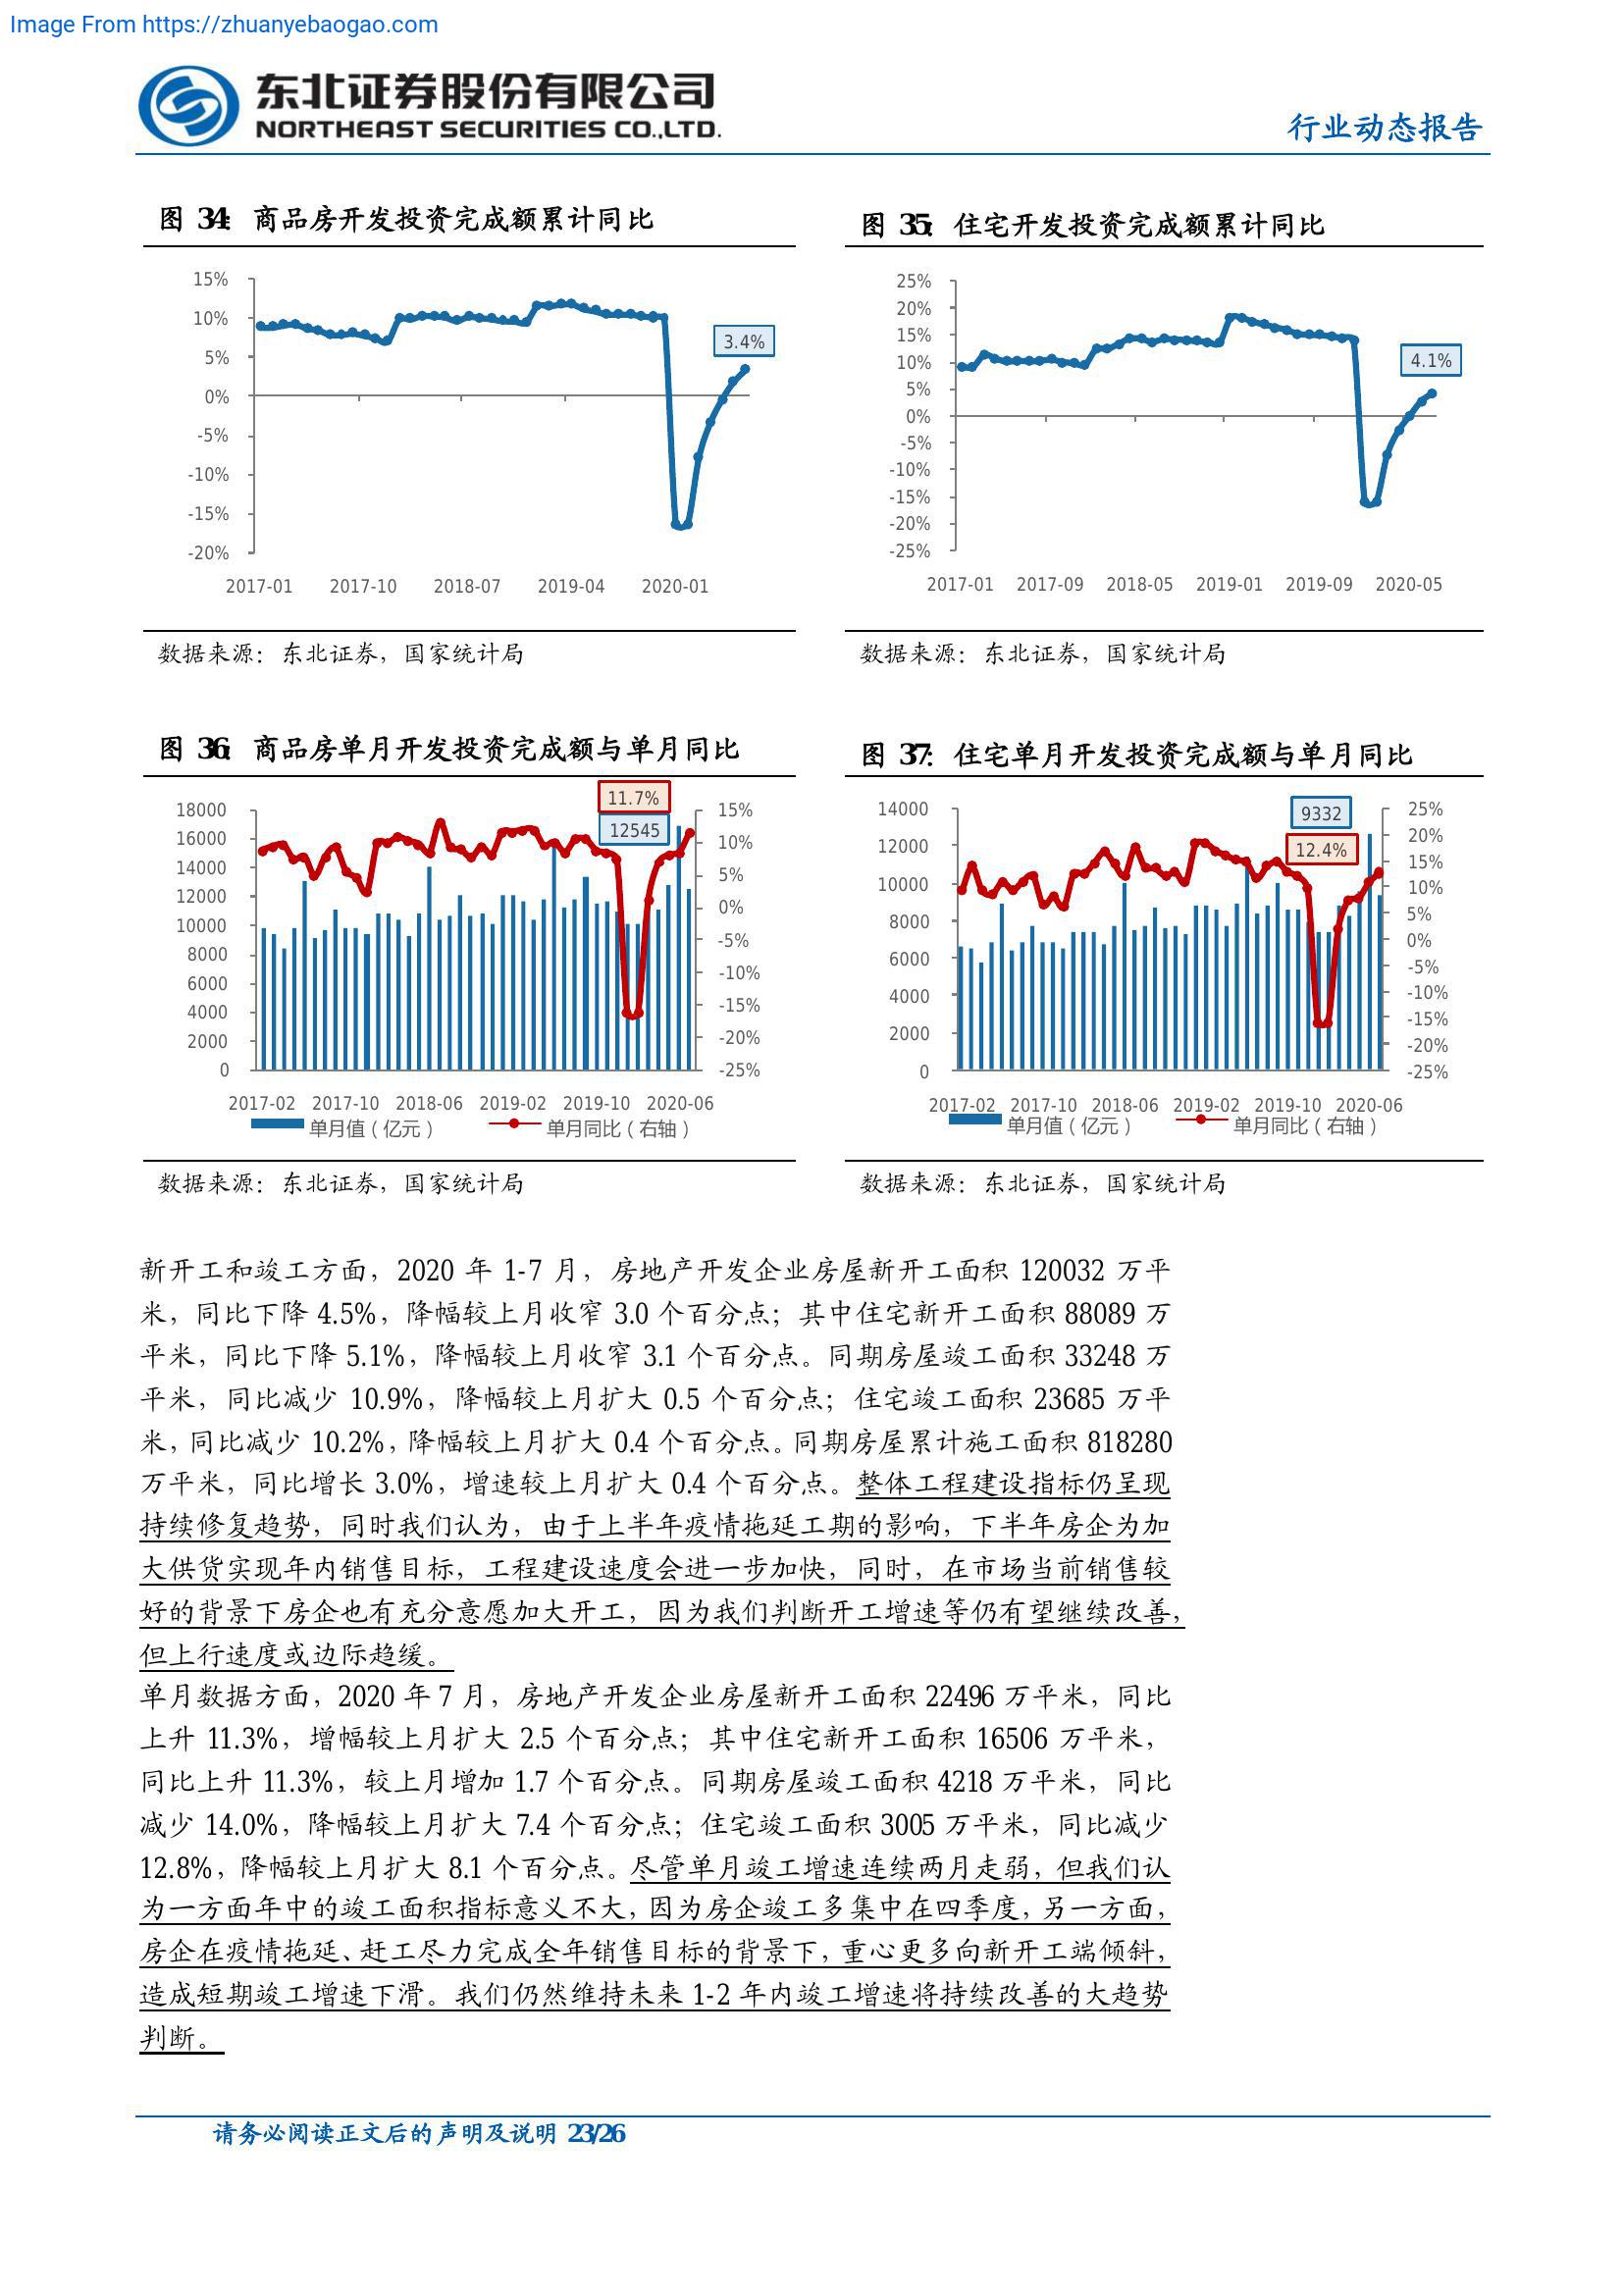 Image From https://zhuanyebaogao.com
东北证券股份有限公司
NORTHEAST SECURITIES CO.,LTD.
行业动态报告
图 34：商品房开发投资完成额累计同比
15%
10%
5%
0%
-5%
-10%
-15%
-20%
3.4%
2017-01 2017-10 2018-07 2019-04 2020-01
数据来源：东北证券，国家统计局
图 35：住宅开发投资完成额累计同比
25%
20%
15%
10%
5%
0%
-5%
-10%
-15%
-20%
-25%
4.1%
2017-01 2017-09 2018-05 2019-01 2019-09 2020-05
数据来源：东北证券，国家统计局
图 36：商品房单月开发投资完成额与单月同比
11.7%
12545
18000
16000
14000
12000
10000
8000
6000
4000
2000
0
15%
10%
5%
0%
-5%
-10%
-15%
-20%
-25%
2017-02 2017-10 2018-06 2019-02 2019-10 2020-06
单月值（亿元） 单月同比（右轴）
数据来源：东北证券，国家统计局
图 37：住宅单月开发投资完成额与单月同比
9332
12.4%
14000
12000
10000
8000
6000
4000
2000
0
25%
20%
15%
10%
5%
0%
-5%
-10%
-15%
-20%
-25%
2017-02 2017-10 2018-06 2019-02 2019-10 2020-06
单月值（亿元） 单月同比（右轴）
数据来源：东北证券，国家统计局
新开工和竣工方面，2020 年 1-7 月，房地产开发企业房屋新开工面积 120032 万平
米，同比下降 4.5%，降幅较上月收窄 3.0 个百分点；其中住宅新开工面积 88089 万
平米，同比下降 5.1%，降幅较上月收窄 3.1 个百分点。同期房屋竣工面积 33248 万
平米，同比减少 10.9%，降幅较上月扩大 0.5 个百分点；住宅竣工面积 23685 万平
米，同比减少 10.2%，降幅较上月扩大 0.4 个百分点。同期房屋累计施工面积 818280
万平米，同比增长 3.0%，增速较上月扩大 0.4 个百分点。整体工程建设指标仍呈现
持续修复趋势，同时我们认为，由于上半年疫情拖延工期的影响，下半年房企为加
大供货实现年内销售目标，工程建设速度会进一步加快，同时，在市场当前销售较
好的背景下房企也有充分意愿加大开工，因为我们判断开工增速等仍有望继续改善，
但上行速度或边际趋缓。
单月数据方面，2020 年 7 月，房地产开发企业房屋新开工面积 22496 万平米，同比
上升 11.3%，增幅较上月扩大 2.5 个百分点；其中住宅新开工面积 16506 万平米，
同比上升 11.3%，较上月增加 1.7 个百分点。同期房屋竣工面积 4218 万平米，同比
减少 14.0%，降幅较上月扩大 7.4 个百分点；住宅竣工面积 3005 万平米，同比减少
12.8%，降幅较上月扩大 8.1 个百分点。尽管单月竣工增速连续两月走弱，但我们认
为一方面年中的竣工面积指标意义不大，因为房企竣工多集中在四季度，另一方面，
房企在疫情拖延、赶工尽力完成全年销售目标的背景下，重心更多向新开工端倾斜，
造成短期竣工增速下滑。我们仍然维持未来 1-2 年内竣工增速将持续改善的大趋势
判断。
请务必阅读正文后的声明及说明 23/26